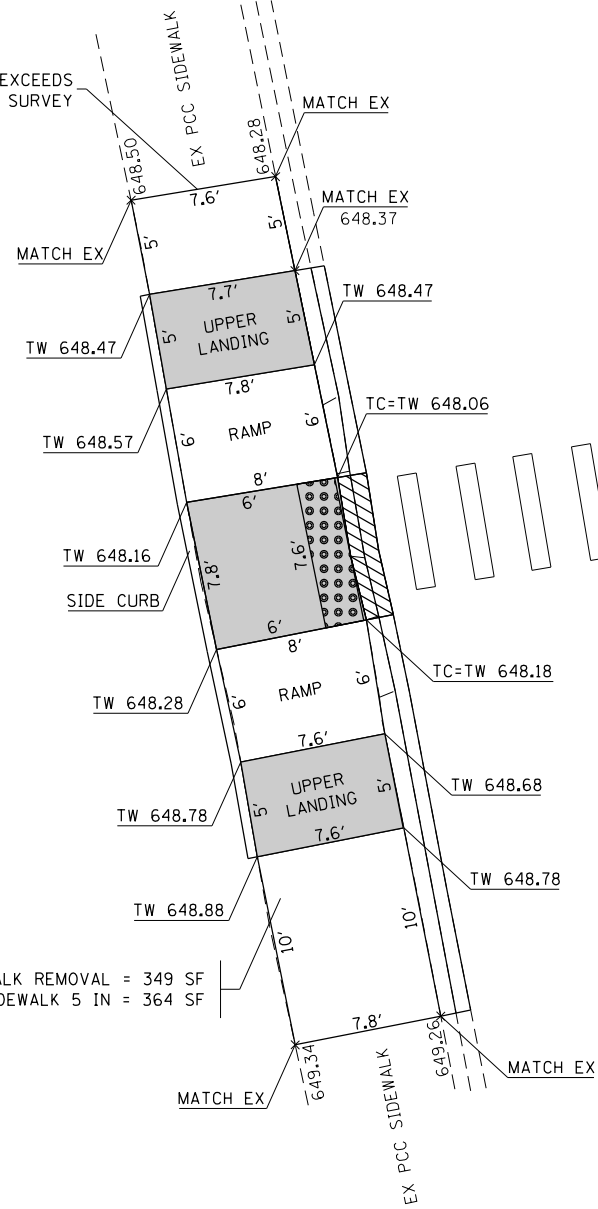 EXCEEDS
SURVEY
EX PCC SIDEWALK
648.50
648.28
MATCH EX
7.6'
MATCH EX
648.37
5'
5'
MATCH EX
7.7'
TW 648.47
UPPER
LANDING
5'
5'
TW 648.47
7.8'
TC=TW 648.06
RAMP
6'
6'
TW 648.57
8'
6'
TW 648.16
7.8'
7.6'
SIDE CURB
6'
8'
TC=TW 648.18
TW 648.28
RAMP
6'
6'
7.6'
TW 648.68
UPPER
LANDING
TW 648.78
5'
5'
7.6'
TW 648.78
TW 648.88
10'
10'
ALK REMOVAL = 349 SF
DEWALK 5 IN = 364 SF
7.8'
649.34
649.26
MATCH EX
MATCH EX
EX PCC SIDEWALK